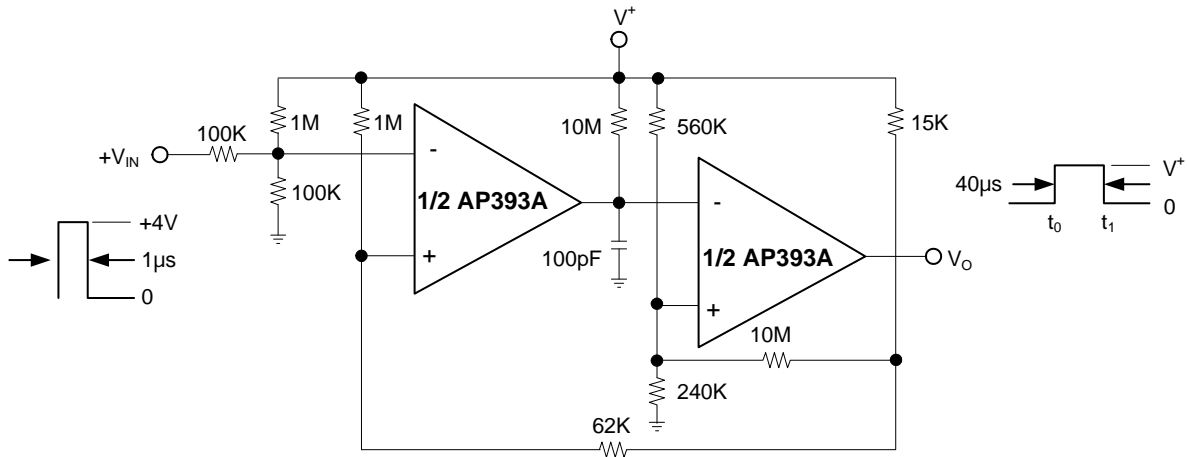 V+
1M
1M
10M
560K
15K
100K
+VIN
-
100K
1/2 AP393A
+
-
40µs
V+
0
t0
t1
+4V
1µs
0
100pF
1/2 AP393A
VO
+
10M
240K
62K